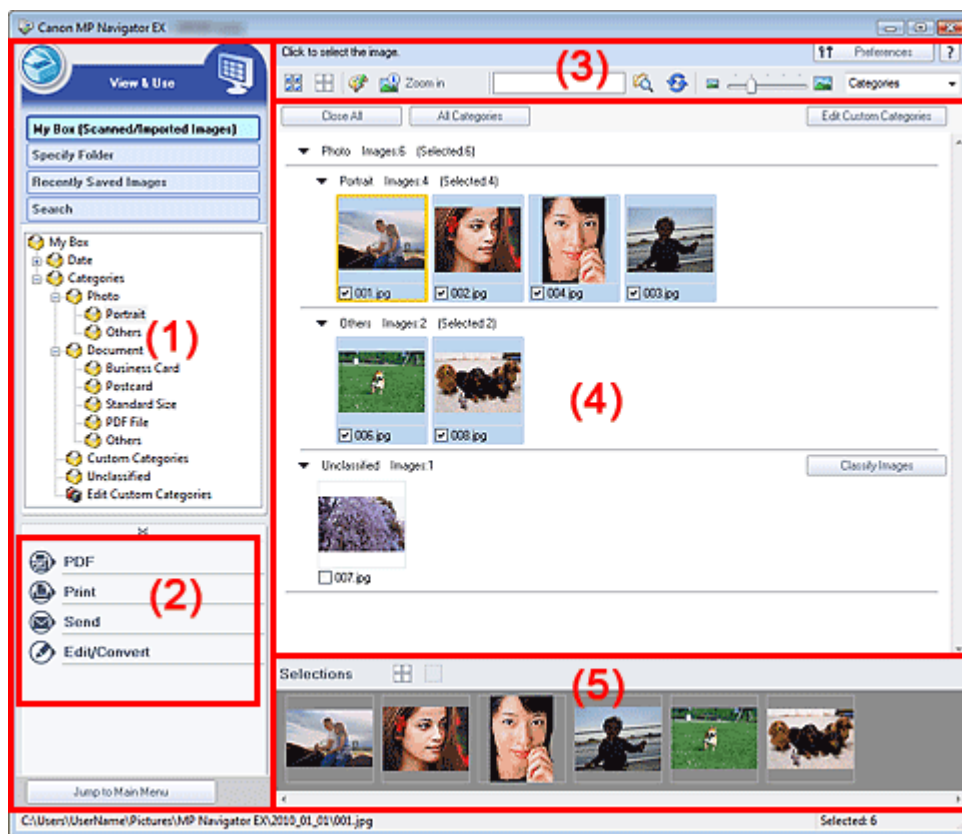 Canon MP Navigator EX
View & Use
My Box (Scanned/Imported Images)
Specify Folder
Recently Saved Images
Search
My Box
Date
Categories
Photo
Portrait
Others
Document
Business Card
Postcard
Standard Size
PDF File
Others
Custom Categories
Unclassified
Edit Custom Categories
(1)
PDF
Print
Send
Edit/Convert
(2)
Jump to Main Menu
Click to select the image.
(3)
Preferences
?
Zoom in
Categories
Close All
All Categories
Edit Custom Categories
Photo Images:6 (Selected:6)
Portrait Images:4 (Selected:4)
001.jpg 002.jpg 004.jpg 003.jpg
Others Images:2 (Selected:2)
(4)
006.jpg 008.jpg
Unclassified Images:1
Classify Images
007.jpg
Selections
(5)
C:\Users\UserName\Pictures\MP Navigator EX\2010_01_01\001.jpg
Selected: 6